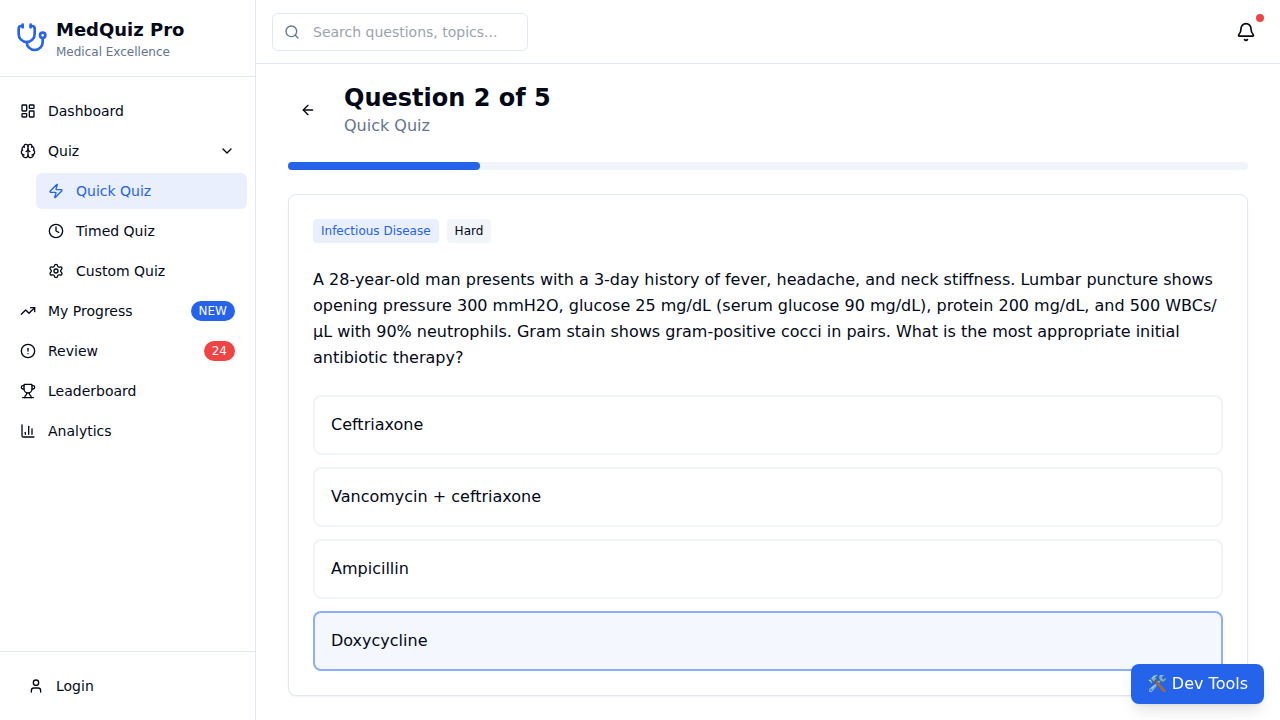 MedQuiz Pro
Medical Excellence
Dashboard
Quiz
Quick Quiz
Timed Quiz
Custom Quiz
My Progress NEW
Review 24
Leaderboard
Analytics
Login
Search questions, topics...
Question 2 of 5
Quick Quiz
Infectious Disease Hard
A 28-year-old man presents with a 3-day history of fever, headache, and neck stiffness. Lumbar puncture shows
opening pressure 300 mmH2O, glucose 25 mg/dL (serum glucose 90 mg/dL), protein 200 mg/dL, and 500 WBCs/
μL with 90% neutrophils. Gram stain shows gram-positive cocci in pairs. What is the most appropriate initial
antibiotic therapy?
Ceftriaxone
Vancomycin + ceftriaxone
Ampicillin
Doxycycline
🛠️ Dev Tools